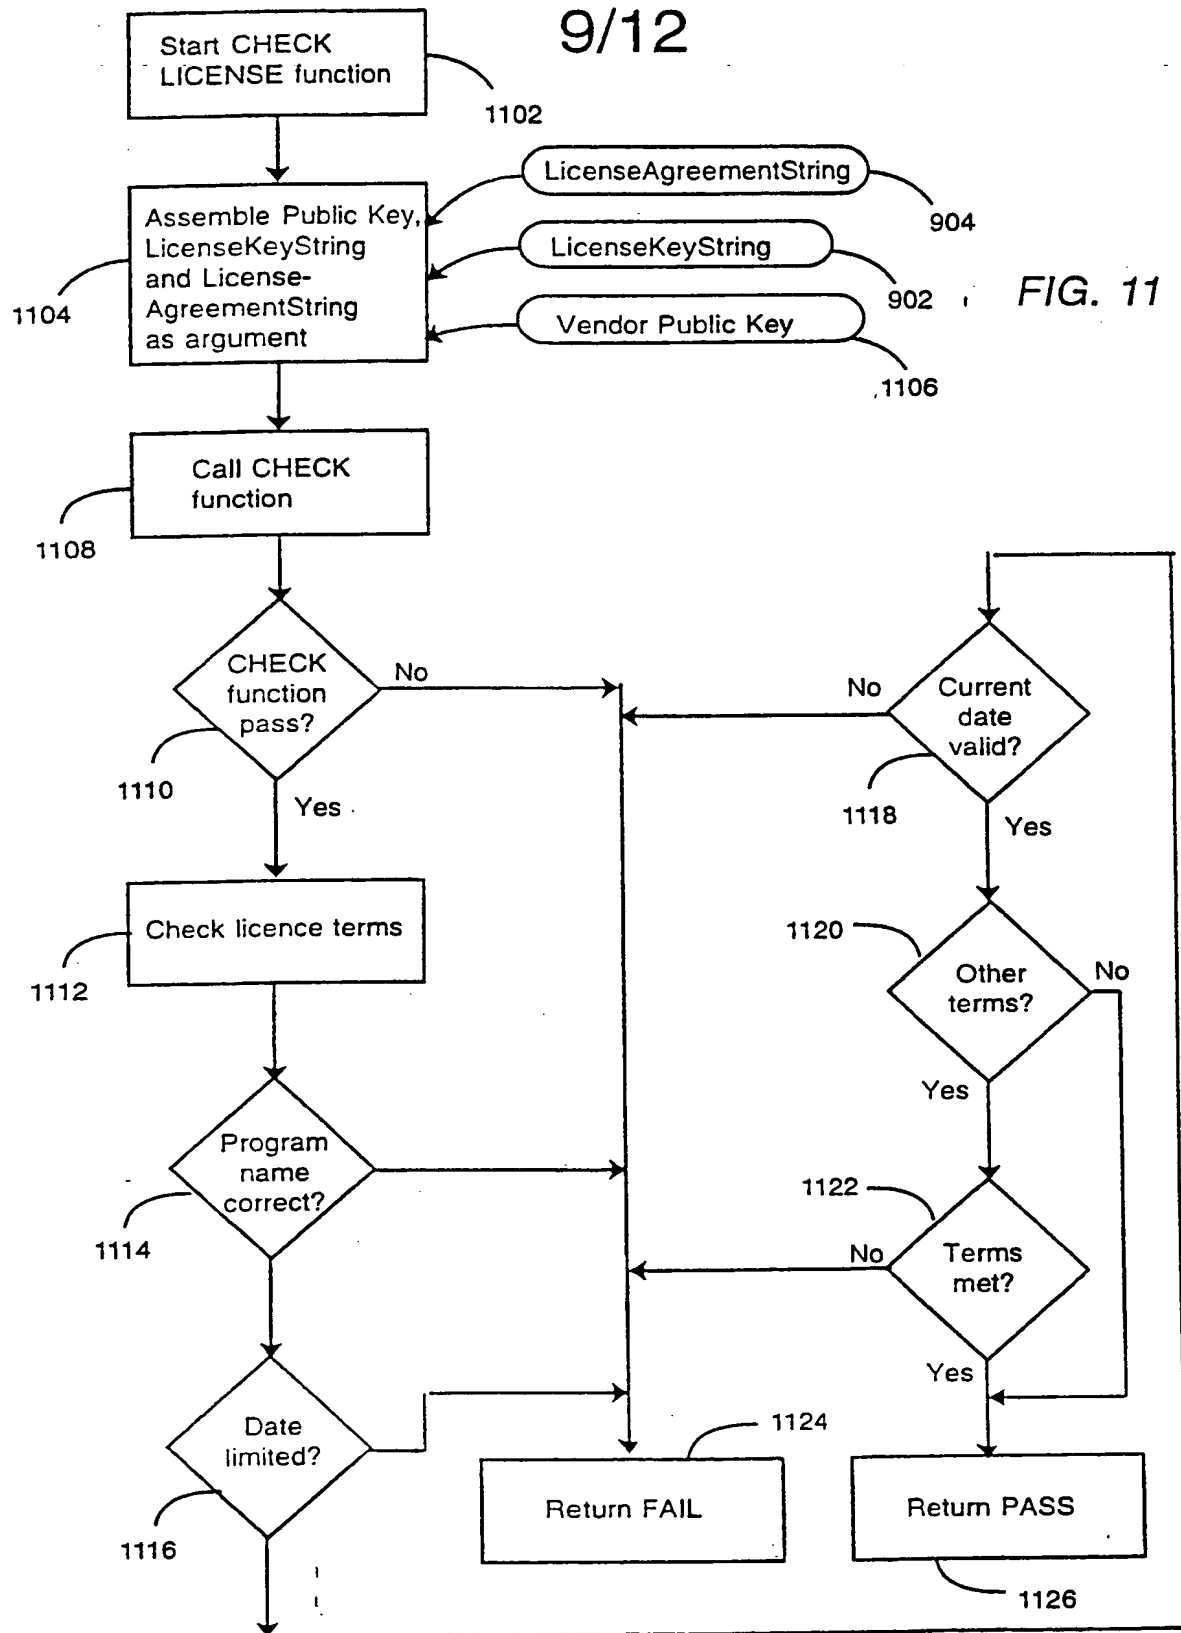 9/12
Start CHECK
LICENSE function
1102
LicenseAgreementString
904
Assemble Public Key,
LicenseKeyString
and License-
AgreementString
as argument
1104
LicenseKeyString
902
FIG. 11
Vendor Public Key
1106
Call CHECK
function
1108
CHECK
function
pass?
No
1110
Yes
No
Current
date
valid?
1118
Yes
Check licence terms
1112
1120
Other
terms?
No
Yes
Program
name
correct?
1114
1122
No
Terms
met?
Yes
Date
limited?
1116
1124
Return FAIL
Return PASS
1126